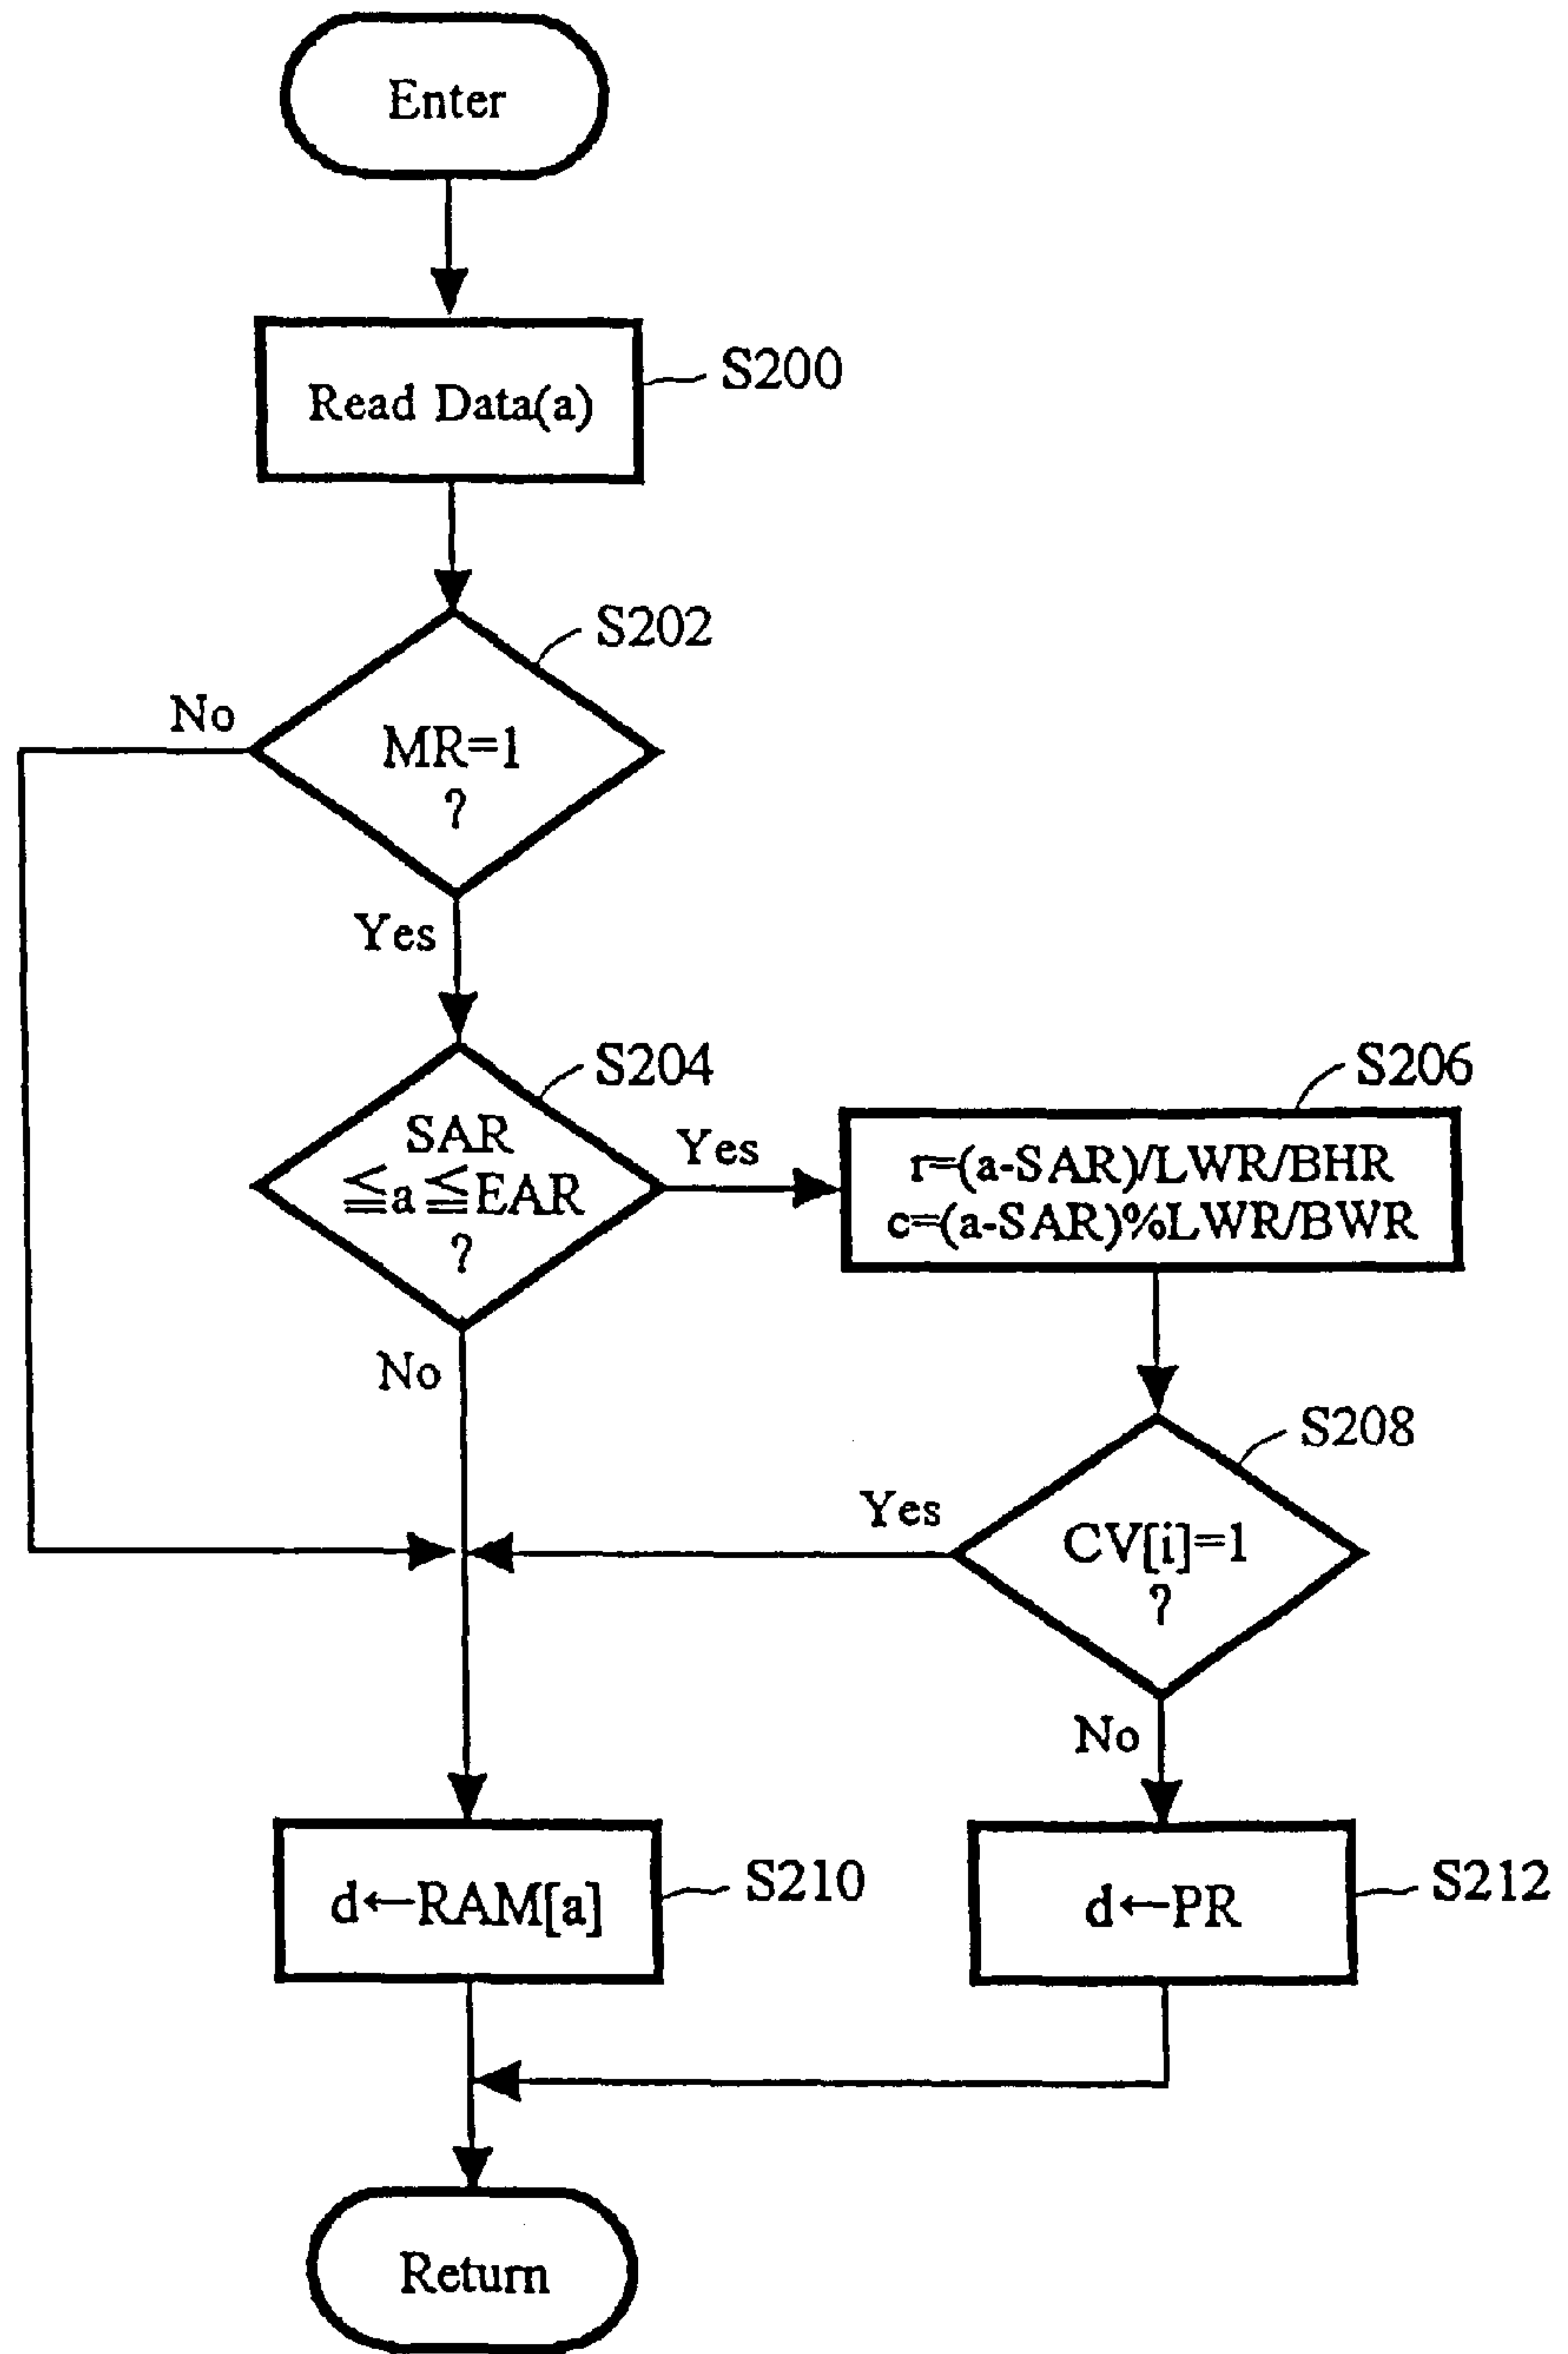 Enter
Read Data(a)
S200
S202
No
MR=1
?
Yes
S204
SAR
≦a≦EAR
?
Yes
S206
r=(a-SAR)/LWR/BHR
c=(a-SAR)%LWR/BWR
No
S208
Yes
CV[i]=1
?
No
d←RAM[a]
S210
d←PR
S212
Return